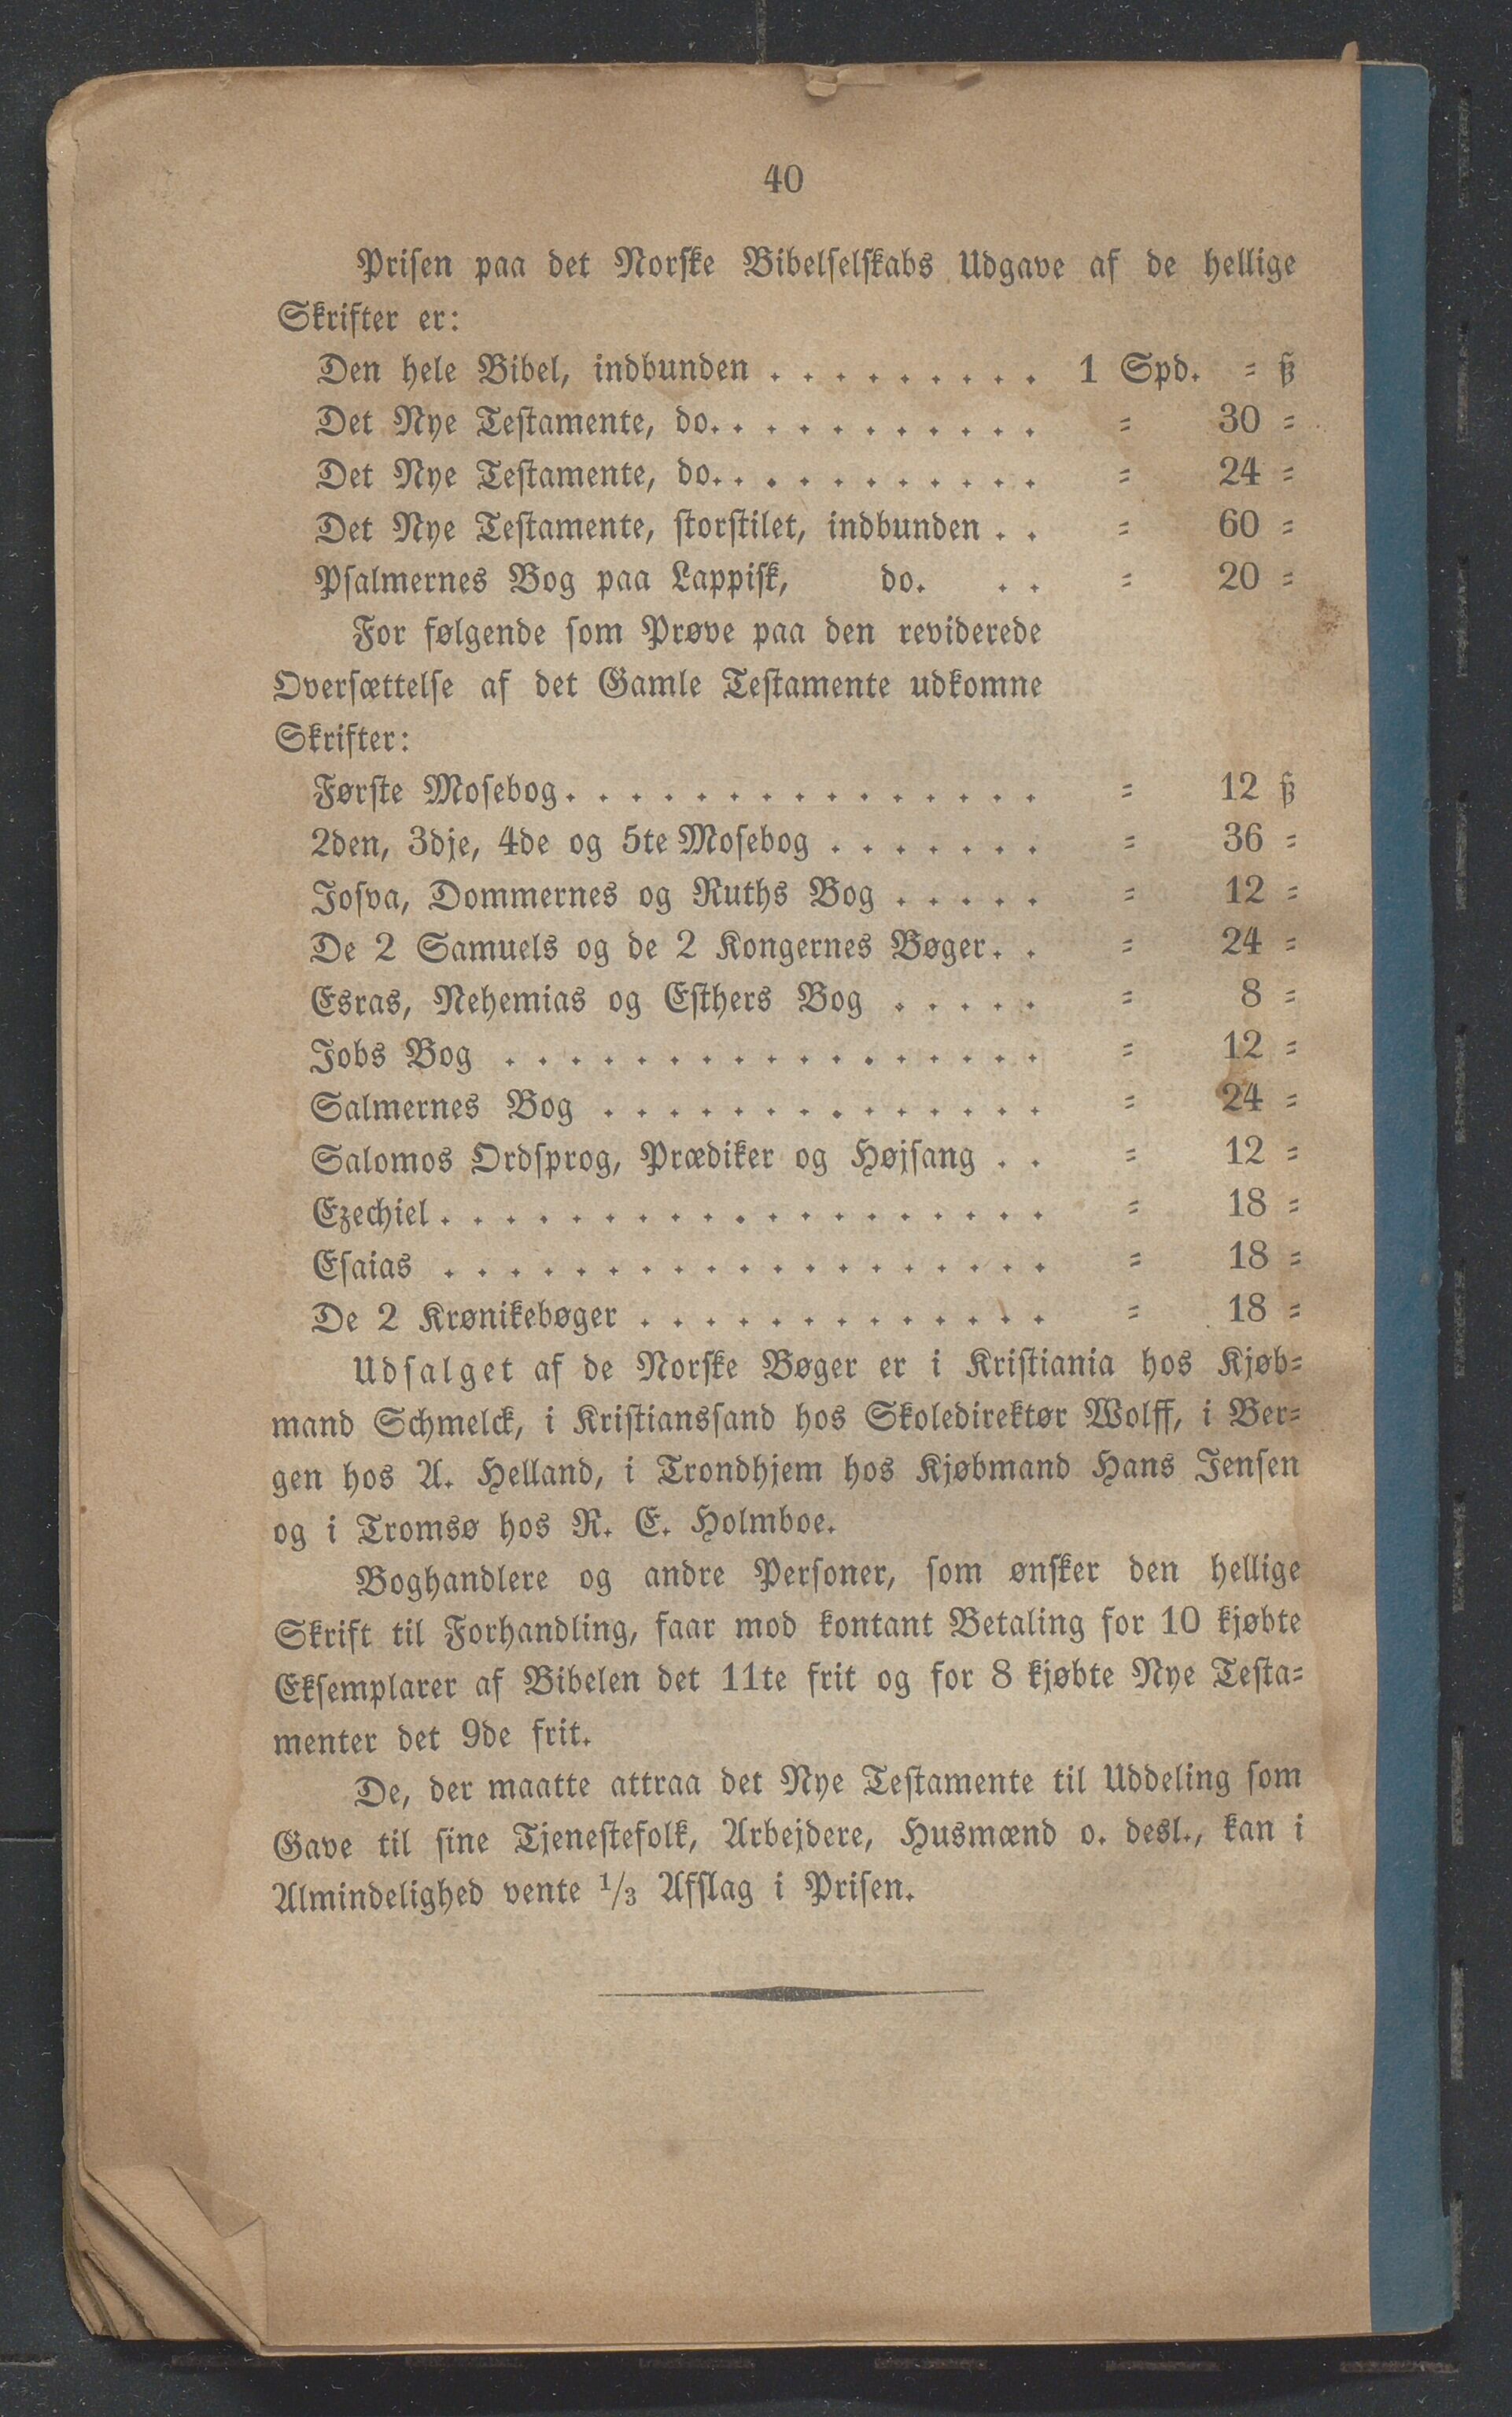 40
Prisen paa det Norske Bibelselskabs Udgave af de hellige
Skrifter er:
Den hele Bibel, indbunden . . . . . . . . . 1 Spd. = ß
Det Nye Testamente, do. . . . . . . . . . . = 30 =
Det Nye Testamente, do. . . . . . . . . . . = 24 =
Det Nye Testamente, storstilet, indbunden . . = 60 =
Psalmernes Bog paa Lappisk, do. . . = 20 =
For følgende som Prøve paa den reviderede
Oversættelse af det Gamle Testamente udkomne
Skrifter:
Første Mosebog. . . . . . . . . . . . . . . = 12 ß
2den, 3dje, 4de og 5te Mosebog . . . . . . . = 36 =
Josva, Dommernes og Ruths Bog . . . . . = 12 =
De 2 Samuels og de 2 Kongernes Bøger. . = 24 =
Esras, Nehemias og Esthers Bog . . . . . = 8 =
Jobs Bog . . . . . . . . . . . . . . . . . = 12 =
Salmernes Bog . . . . . . . . . . . . . . = 24 =
Salomos Ordsprog, Prædiker og Højsang . . = 12 =
Ezechiel . . . . . . . . . . . . . . . . . . . = 18 =
Esaias . . . . . . . . . . . . . . . . . . . = 18 =
De 2 Krønikebøger . . . . . . . . . . . . . = 18 =
Udsalget af de Norske Bøger er i Kristiania hos Kjøb=
mand Schmelck, i Kristianssand hos Skoledirektør Wolff, i Ber=
gen hos A. Helland, i Trondhjem hos Kjøbmand Hans Jensen
og i Tromsø hos R. E. Holmboe.
Boghandlere og andre Personer, som ønsker den hellige
Skrift til Forhandling, faar mod kontant Betaling for 10 kjøbte
Eksemplarer af Bibelen det 11te frit og for 8 kjøbte Nye Testa=
menter det 9de frit.
De, der maatte attraa det Nye Testamente til Uddeling som
Gave til sine Tjenestefolk, Arbejdere, Husmænd o. desl., kan i
Almindelighed vente 1/3 Afslag i Prisen.